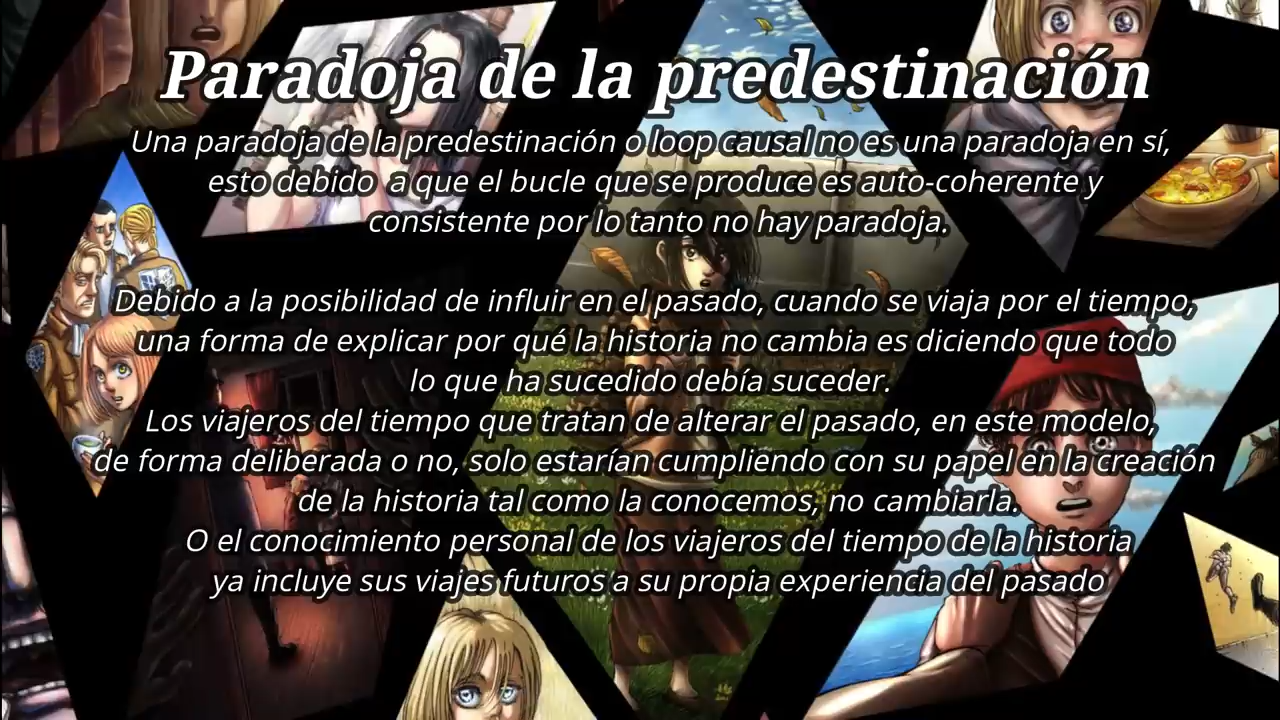 Paradoja de la predestinación
Una paradoja de la predestinación o loop causal no es una paradoja en sí,
esto debido a que el bucle que se produce es auto-coherente y
consistente por lo tanto no hay paradoja.
Debido a la posibilidad de influir en el pasado, cuando se viaja por el tiempo,
una forma de explicar por qué la historia no cambia es diciendo que todo
lo que ha sucedido debía suceder.
Los viajeros del tiempo que tratan de alterar el pasado, en este modelo,
de forma deliberada o no, solo estarían cumpliendo con su papel en la creación
de la historia tal como la conocemos, no cambiarla.
O el conocimiento personal de los viajeros del tiempo de la historia
ya incluye sus viajes futuros a su propia experiencia del pasado